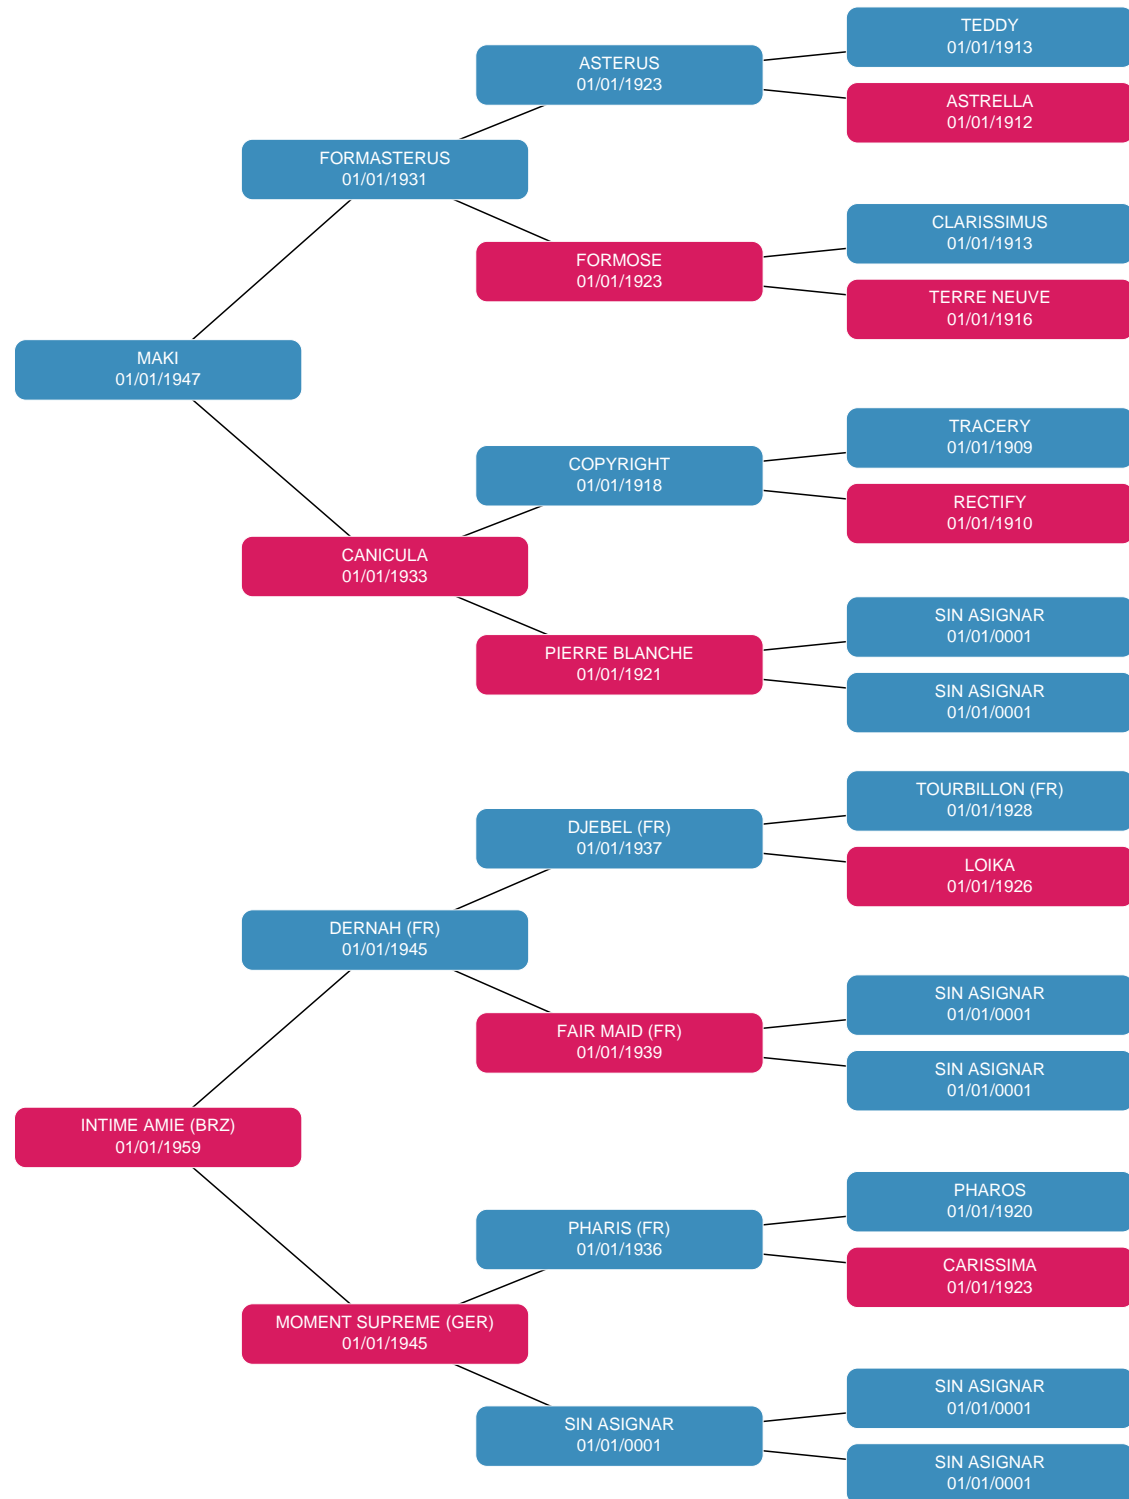 TEDDY
01/01/1913
ASTERUS
01/01/1923
ASTRELLA
01/01/1912
FORMASTERUS
01/01/1931
CLARISSIMUS
01/01/1913
FORMOSE
01/01/1923
TERRE NEUVE
01/01/1916
MAKI
01/01/1947
TRACERY
01/01/1909
COPYRIGHT
01/01/1918
RECTIFY
01/01/1910
CANICULA
01/01/1933
SIN ASIGNAR
01/01/0001
PIERRE BLANCHE
01/01/1921
SIN ASIGNAR
01/01/0001
TOURBILLON (FR)
01/01/1928
DJEBEL (FR)
01/01/1937
LOIKA
01/01/1926
DERNAH (FR)
01/01/1945
SIN ASIGNAR
01/01/0001
FAIR MAID (FR)
01/01/1939
SIN ASIGNAR
01/01/0001
INTIME AMIE (BRZ)
01/01/1959
PHAROS
01/01/1920
PHARIS (FR)
01/01/1936
CARISSIMA
01/01/1923
MOMENT SUPREME (GER)
01/01/1945
SIN ASIGNAR
01/01/0001
SIN ASIGNAR
01/01/0001
SIN ASIGNAR
01/01/0001